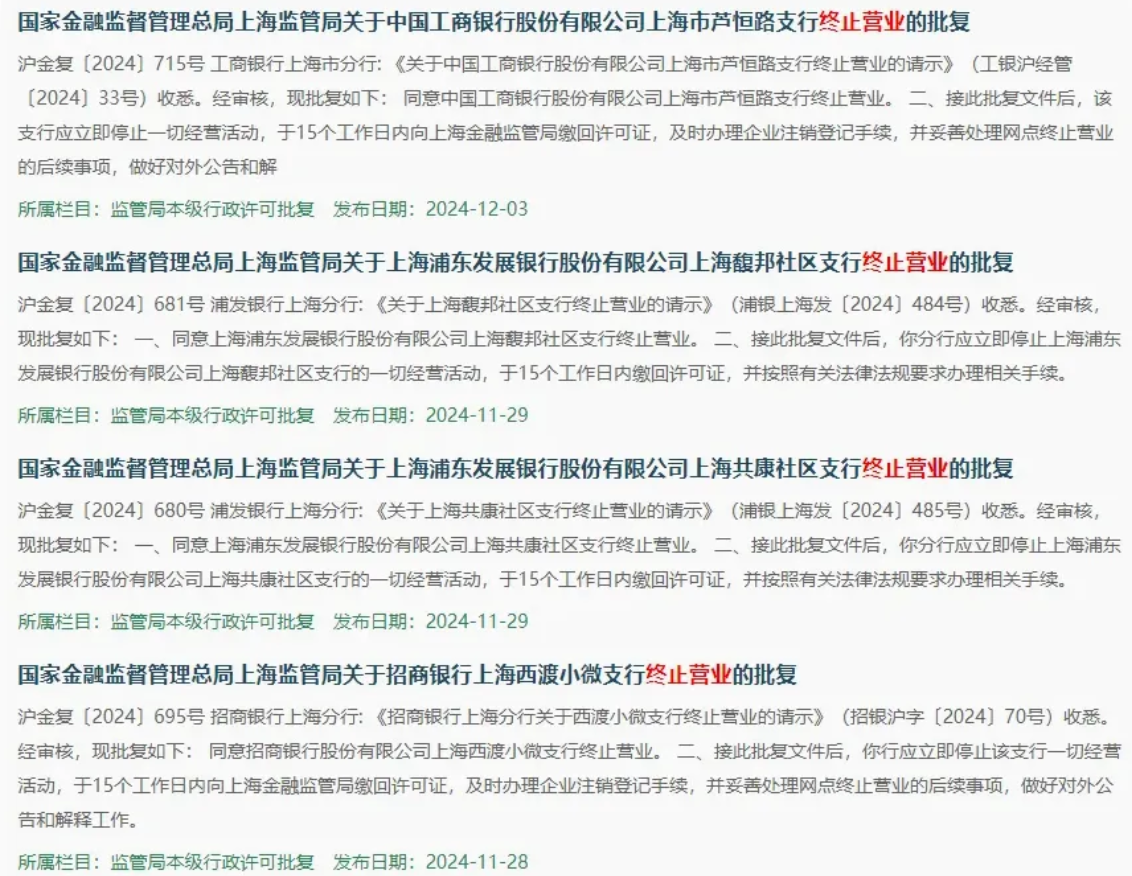 国家金融监督管理总局上海监管局关于中国工商银行股份有限公司上海市芦恒路支行终止营业的批复
沪金复〔2024〕715号 工商银行上海市分行:《关于中国工商银行股份有限公司上海市芦恒路支行终止营业的请示》（工银沪经管
〔2024〕33号）收悉。经审核，现批复如下： 同意中国工商银行股份有限公司上海市芦恒路支行终止营业。 二、接此批复文件后，该
支行应立即停止一切经营活动，于15个工作日内向上海金融监管局缴回许可证，及时办理企业注销登记手续，并妥善处理网点终止营业
的后续事项，做好对外公告和解
所属栏目：监管局本级行政许可批复 发布日期：2024-12-03
国家金融监督管理总局上海监管局关于上海浦东发展银行股份有限公司上海馥邦社区支行终止营业的批复
沪金复〔2024〕681号 浦发银行上海分行:《关于上海馥邦社区支行终止营业的请示》（浦银上海发〔2024〕484号）收悉。经审核，
现批复如下： 一、同意上海浦东发展银行股份有限公司上海馥邦社区支行终止营业。 二、接此批复文件后，你分行应立即停止上海浦东
发展银行股份有限公司上海馥邦社区支行的一切经营活动，于15个工作日内缴回许可证，并按照有关法律法规要求办理相关手续。
所属栏目：监管局本级行政许可批复 发布日期：2024-11-29
国家金融监督管理总局上海监管局关于上海浦东发展银行股份有限公司上海共康社区支行终止营业的批复
沪金复〔2024〕680号 浦发银行上海分行:《关于上海共康社区支行终止营业的请示》（浦银上海发〔2024〕485号）收悉。经审核，
现批复如下： 一、同意上海浦东发展银行股份有限公司上海共康社区支行终止营业。 二、接此批复文件后，你分行应立即停止上海浦东
发展银行股份有限公司上海共康社区支行的一切经营活动，于15个工作日内缴回许可证，并按照有关法律法规要求办理相关手续。
所属栏目：监管局本级行政许可批复 发布日期：2024-11-29
国家金融监督管理总局上海监管局关于招商银行上海西渡小微支行终止营业的批复
沪金复〔2024〕695号 招商银行上海分行:《招商银行上海分行关于西渡小微支行终止营业的请示》（招银沪字〔2024〕70号）收悉。
经审核，现批复如下： 同意招商银行股份有限公司上海西渡小微支行终止营业。 二、接此批复文件后，你行应立即停止该支行一切经营
活动，于15个工作日内向上海金融监管局缴回许可证，及时办理企业注销登记手续，并妥善处理网点终止营业的后续事项，做好对外公
告和解释工作。
所属栏目：监管局本级行政许可批复 发布日期：2024-11-28